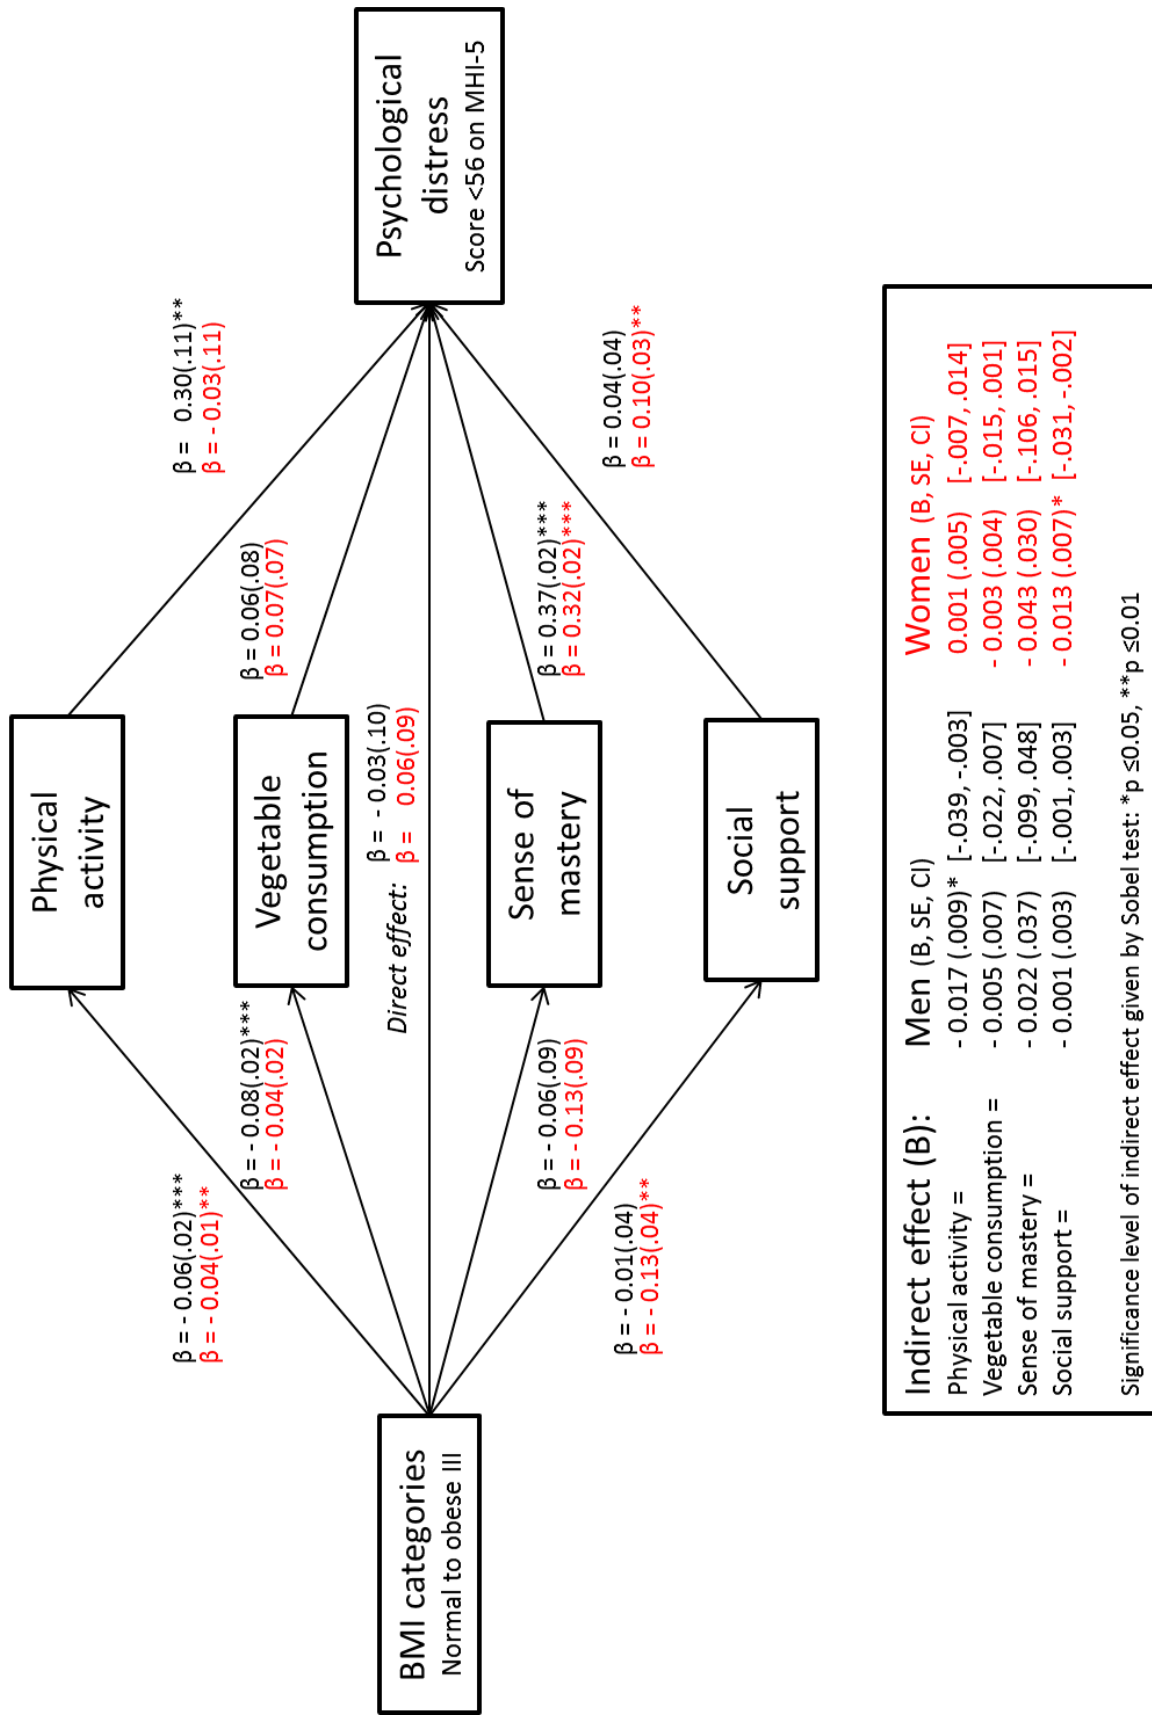 Physical
activity
β = - 0.06(.02)***
β = - 0.04(.01)**
β =   0.30(.11)**
β = - 0.03(.11)
Vegetable
consumption
β = - 0.08(.02)***
β = - 0.04(.02)
β = 0.06(.08)
β = 0.07(.07)
BMI categories
Normal to obese III
Direct effect:
β = - 0.03(.10)
β =   0.06(.09)
Psychological
distress
Score <56 on MHI-5
Sense of
mastery
β = - 0.06(.09)
β = - 0.13(.09)
β = 0.37(.02)***
β = 0.32(.02)***
Social
support
β = - 0.01(.04)
β = - 0.13(.04)**
β = 0.04(.04)
β = 0.10(.03)**
Indirect effect (B): Men (B, SE, CI) Women (B, SE, CI)
Physical activity = - 0.017 (.009)* [-.039, -.003] 0.001 (.005) [-.007, .014]
Vegetable consumption = - 0.005 (.007) [-.022, .007] - 0.003 (.004) [-.015, .001]
Sense of mastery = - 0.022 (.037) [-.099, .048] - 0.043 (.030) [-.106, .015]
Social support = - 0.001 (.003) [-.001, .003] - 0.013 (.007)* [-.031, -.002]
Significance level of indirect effect given by Sobel test: *p ≤0.05, **p ≤0.01